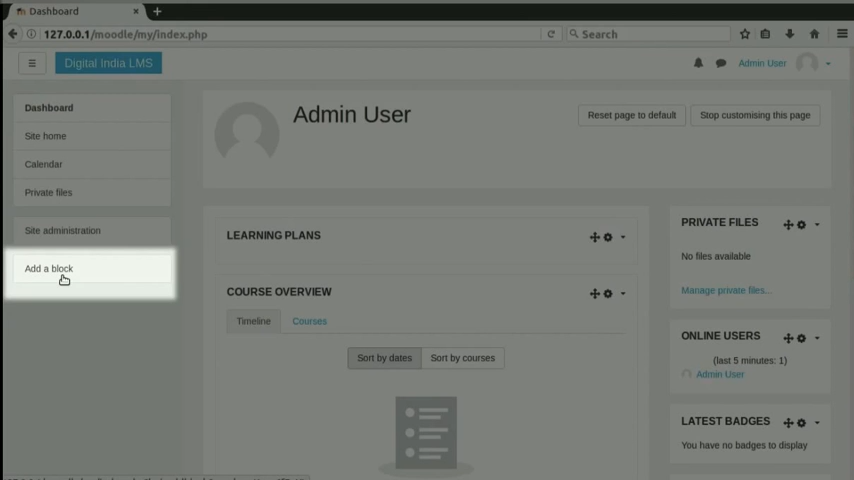 Dashboard
127.0.0.1/moodle/my/index.php
Search
Digital India LMS
Admin User
Dashboard
Site home
Calendar
Private files
Site administration
Add a block
Admin User
Reset page to default
Stop customising this page
LEARNING PLANS
COURSE OVERVIEW
Timeline
Courses
Sort by dates
Sort by courses
PRIVATE FILES
No files available
Manage private files...
ONLINE USERS
(last 5 minutes: 1)
Admin User
LATEST BADGES
You have no badges to display